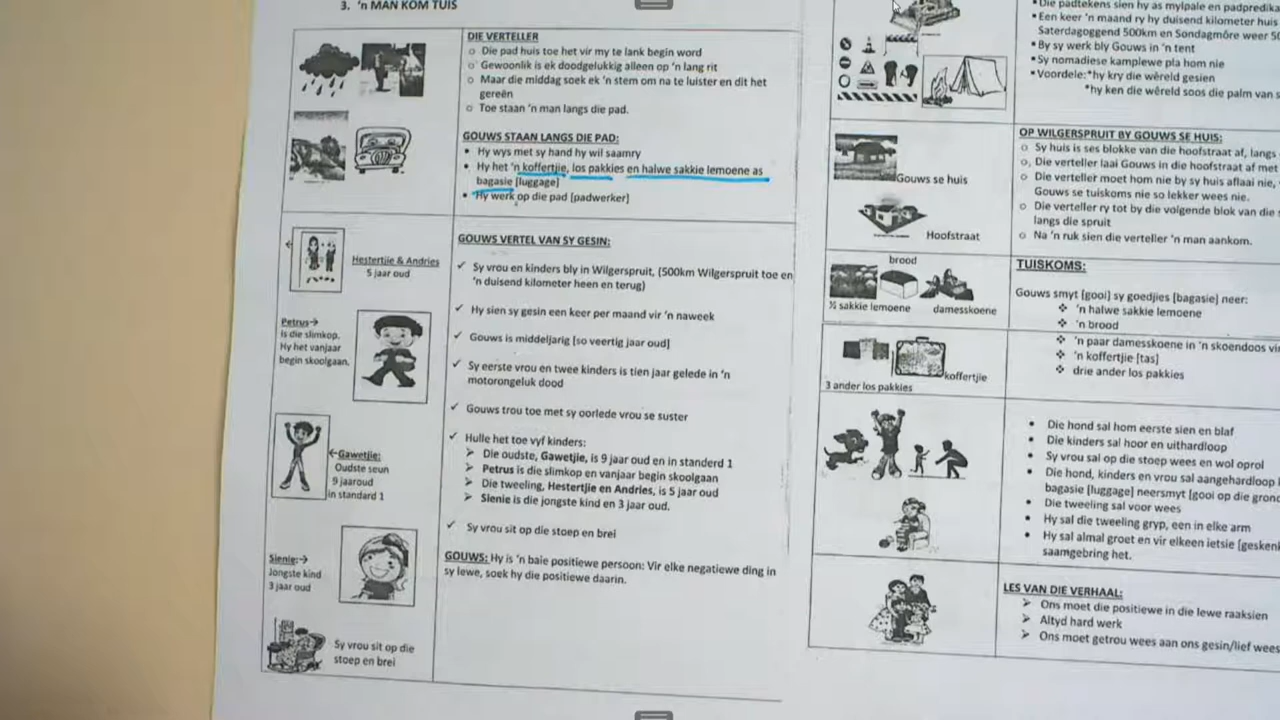 3. 'n MAN KOM TUIS
DIE VERTELLER
o Die pad huis toe het vir my te lank begin word
o Gewoonlik is ek doodgelukkig alleen op 'n lang rit
o Maar die middag soek ek 'n stem om na te luister en dit het
gereën
o Toe staan 'n man langs die pad.
GOUWS STAAN LANGS DIE PAD:
• Hy wys met sy hand hy wil saamry
• Hy het 'n koffertjie, los pakkies en halwe sakkie lemoene as
bagasie [luggage]
• Hy werk op die pad [padwerker]
Hestertjie & Andries
5 jaar oud
Petrus→
Is die slimkop.
Hy het vanjaar
begin skoolgaan.
←Gawetjie:
Oudste seun
9 jaaroud
in standard 1
Sienie:→
Jongste kind
3 jaar oud
Sy vrou sit op die
stoep en brei
GOUWS VERTEL VAN SY GESIN:
✓ Sy vrou en kinders bly in Wilgerspruit, (500km Wilgerspruit toe en
'n duisend kilometer heen en terug)
✓ Hy sien sy gesin een keer per maand vir 'n naweek
✓ Gouws is middeljarig [so veertig jaar oud]
✓ Sy eerste vrou en twee kinders is tien jaar gelede in 'n
motorongeluk dood
✓ Gouws trou toe met sy oorlede vrou se suster
✓ Hulle het toe vyf kinders:
➢ Die oudste, Gawetjie, is 9 jaar oud en in standerd 1
➢ Petrus is die slimkop en vanjaar begin skoolgaan
➢ Die tweeling, Hestertjie en Andries, is 5 jaar oud
➢ Sienie is die jongste kind en 3 jaar oud.
✓ Sy vrou sit op die stoep en brei
GOUWS: Hy is 'n baie positiewe persoon: Vir elke negatiewe ding in
sy lewe, soek hy die positiewe daarin.
• Die padtekens sien hy as mylpale en padpredika
• Een keer 'n maand ry hy duisend kilometer huis
Saterdagoggend 500km en Sondagmôre weer 50
• By sy werk bly Gouws in 'n tent
• Sy nomadiese kamplewe pla hom nie
• Voordele: *hy kry die wêreld gesien
*hy ken die wêreld soos die palm van s
Gouws se huis
Hoofstraat
OP WILGERSPRUIT BY GOUWS SE HUIS:
o Sy huis is ses blokke van die hoofstraat af, langs
o Die verteller laai Gouws in die hoofstraat af met
o Die verteller moet hom nie by sy huis aflaai nie,
Gouws se tuiskoms nie so lekker wees nie.
o Die verteller ry tot by die volgende blok van die
langs die spruit
o Na 'n ruk sien die verteller 'n man aankom.
brood
½ sakkie lemoene damesskoene
koffertjie
3 ander los pakkies
TUISKOMS:
Gouws smyt [gooi] sy goedjies [bagasie] neer:
❖ 'n halwe sakkie lemoene
❖ 'n brood
❖ 'n paar damesskoene in 'n skoendoos vi
❖ 'n koffertjie [tas]
❖ drie ander los pakkies
• Die hond sal hom eerste sien en blaf
• Die kinders sal hoor en uithardloop
• Sy vrou sal op die stoep wees en wol oprol
• Die hond, kinders en vrou sal aangehardloop
bagasie [luggage] neersmyt [gooi op die gron
• Die tweeling sal voor wees
• Hy sal die tweeling gryp, een in elke arm
• Hy sal almal groet en vir elkeen ietsie [gesken
saamgebring het.
LES VAN DIE VERHAAL:
➢ Ons moet die positiewe in die lewe raaksien
➢ Altyd hard werk
➢ Ons moet getrou wees aan ons gesin/lief wees